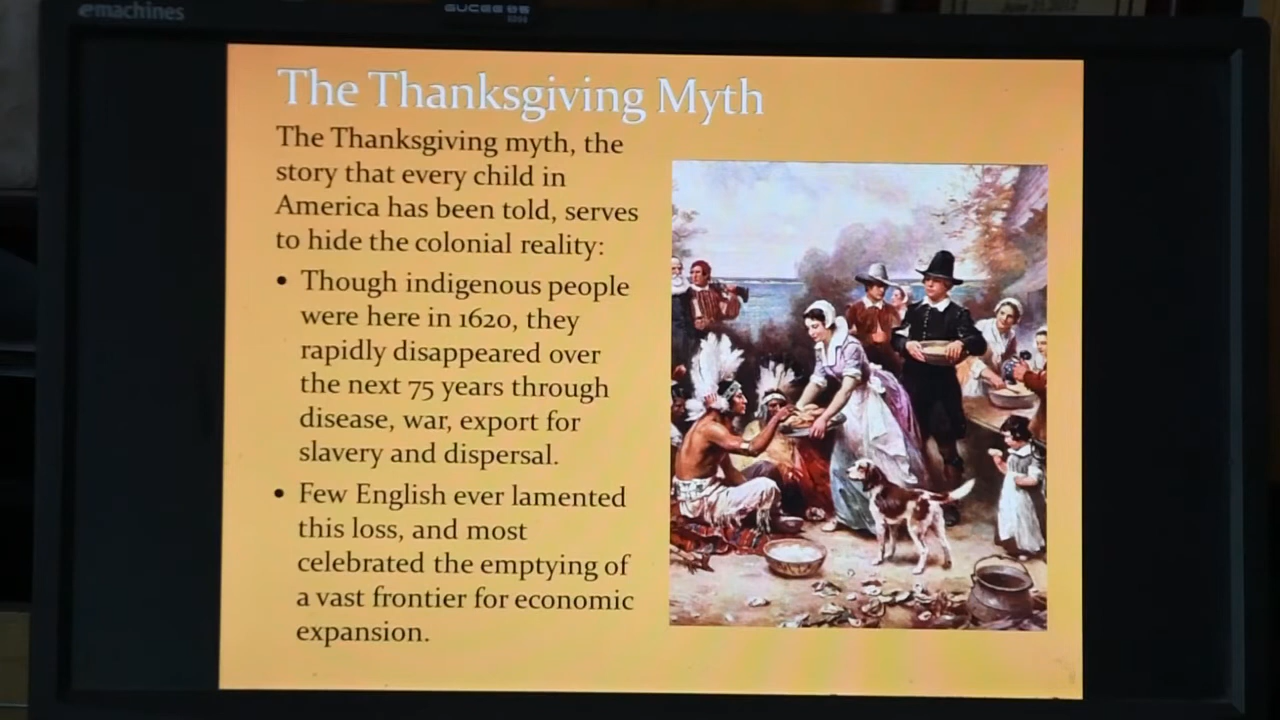 emachines
The Thanksgiving Myth
The Thanksgiving myth, the
story that every child in
America has been told, serves
to hide the colonial reality:
• Though indigenous people
were here in 1620, they
rapidly disappeared over
the next 75 years through
disease, war, export for
slavery and dispersal.
• Few English ever lamented
this loss, and most
celebrated the emptying of
a vast frontier for economic
expansion.